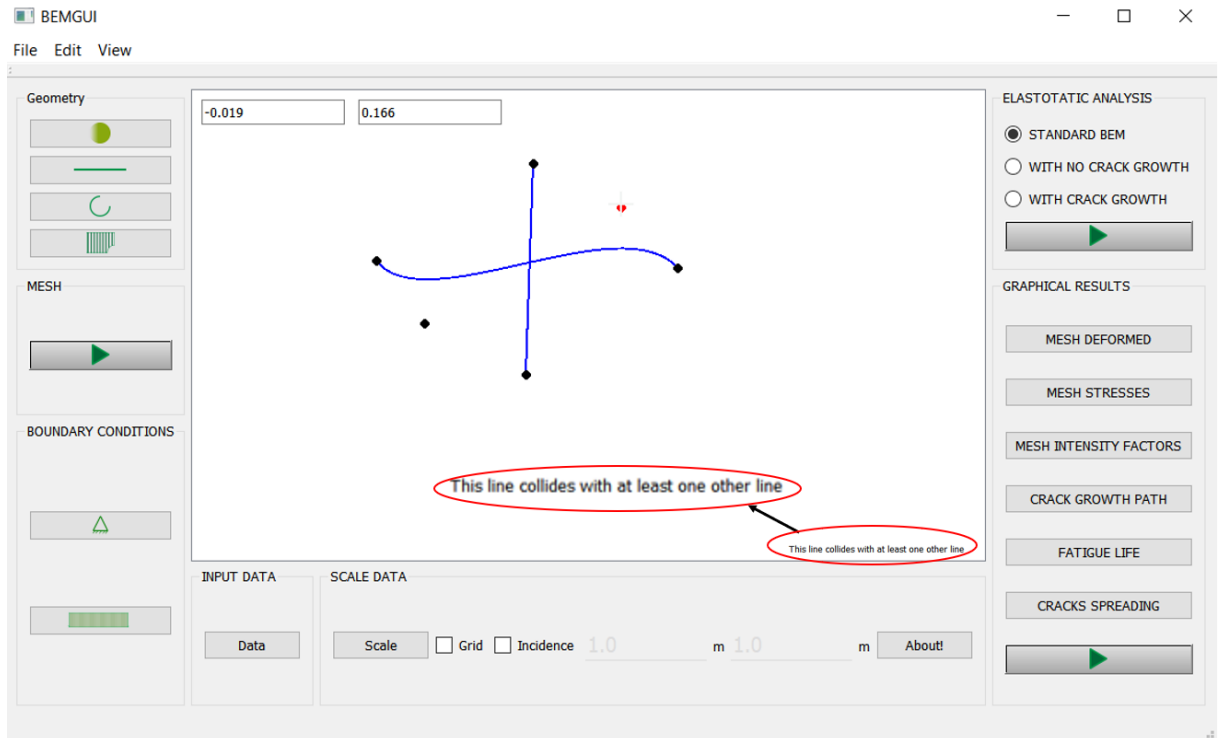 BEMGUI
File Edit View
Geometry
-0.019 0.166
MESH
BOUNDARY CONDITIONS
This line collides with at least one other line
This line collides with at least one other line
INPUT DATA
Data
SCALE DATA
Scale Grid Incidence 1.0 m 1.0 m About!
ELASTOTATIC ANALYSIS
STANDARD BEM
WITH NO CRACK GROWTH
WITH CRACK GROWTH
GRAPHICAL RESULTS
MESH DEFORMED
MESH STRESSES
MESH INTENSITY FACTORS
CRACK GROWTH PATH
FATIGUE LIFE
CRACKS SPREADING